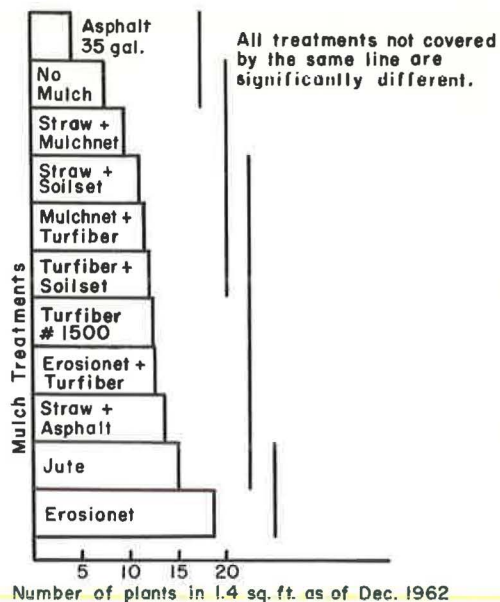 Asphalt
35 gal.
All treatments not covered
by the same line are
significantly different.
No
Mulch
Straw +
Mulchnet
Straw +
Soilset
Mulchnet +
Turfiber
Turfiber +
Soilset
Turfiber
# 1500
Erosionet +
Turfiber
Straw +
Asphalt
Jute
Erosionet
Mulch Treatments
5 10 15 20
Number of plants in 1.4 sq. ft. as of Dec. 1962